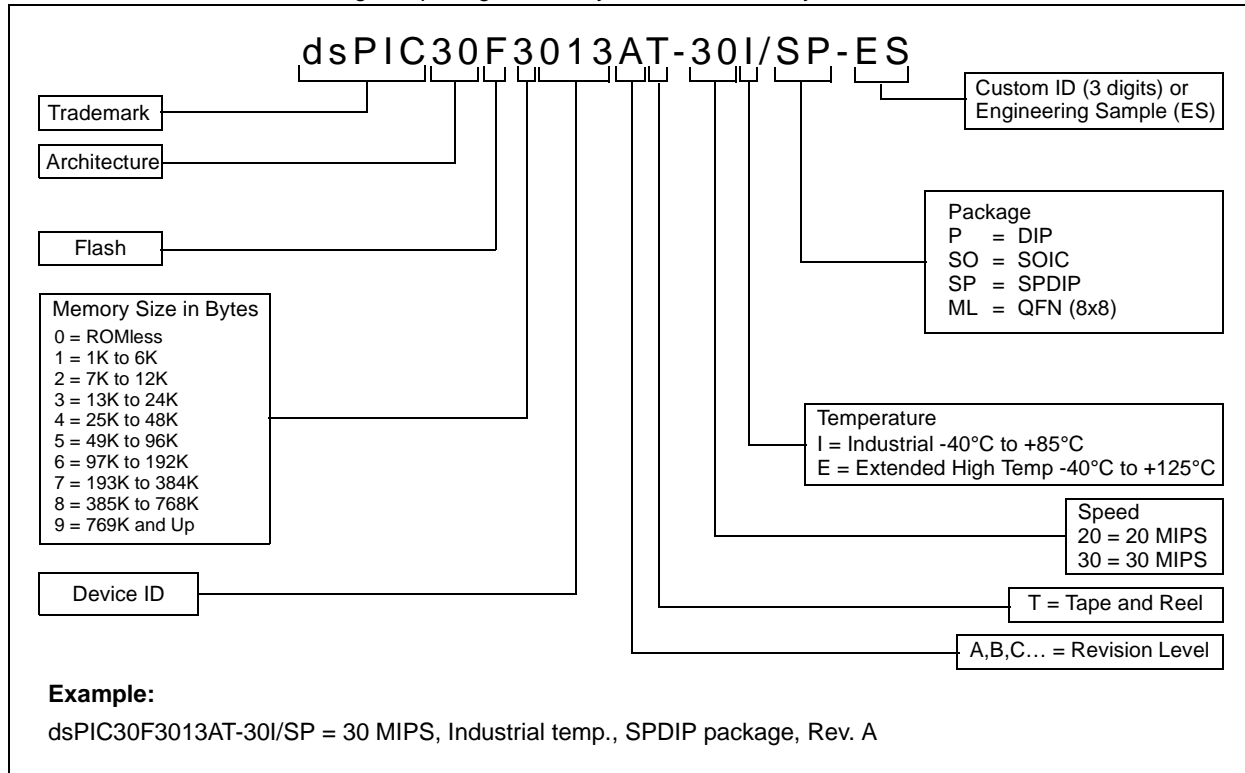 dsPIC30F3013AT-30I/SP-ES
Trademark
Architecture
Flash
Memory Size in Bytes
0 = ROMless
1 = 1K to 6K
2 = 7K to 12K
3 = 13K to 24K
4 = 25K to 48K
5 = 49K to 96K
6 = 97K to 192K
7 = 193K to 384K
8 = 385K to 768K
9 = 769K and Up
Device ID
Custom ID (3 digits) or
Engineering Sample (ES)
Package
P = DIP
SO = SOIC
SP = SPDIP
ML = QFN (8x8)
Temperature
I = Industrial -40°C to +85°C
E = Extended High Temp -40°C to +125°C
Speed
20 = 20 MIPS
30 = 30 MIPS
T = Tape and Reel
A,B,C… = Revision Level
Example:
dsPIC30F3013AT-30I/SP = 30 MIPS, Industrial temp., SPDIP package, Rev. A